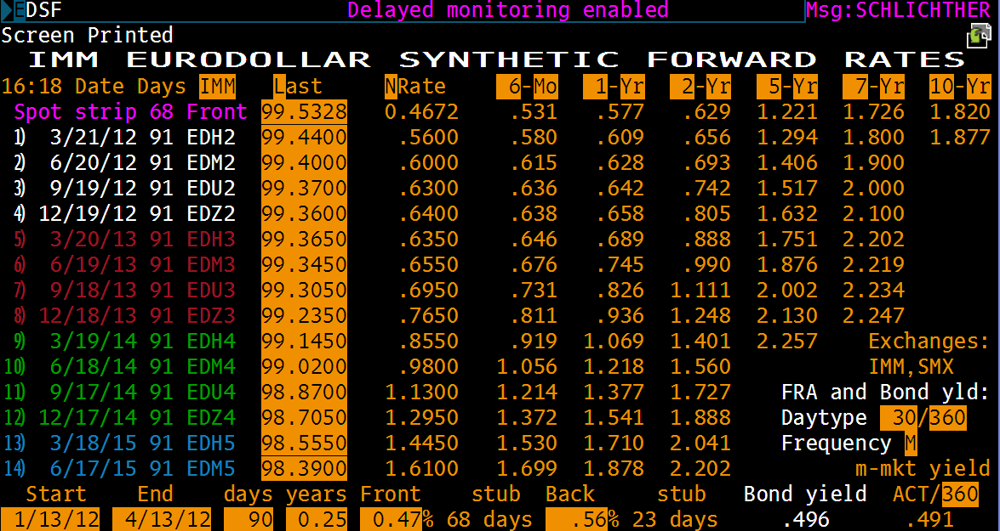 EDSF Delayed monitoring enabled Msg:SCHLICHTHER
Screen Printed
IMM EURODOLLAR SYNTHETIC FORWARD RATES
16:18 Date Days IMM Last NRate 6-Mo 1-Yr 2-Yr 5-Yr 7-Yr 10-Yr
Spot strip 68 Front 99.5328 0.4672 .531 .577 .629 1.221 1.726 1.820
1) 3/21/12 91 EDH2 99.4400 .5600 .580 .609 .656 1.294 1.800 1.877
2) 6/20/12 91 EDM2 99.4000 .6000 .615 .628 .693 1.406 1.900
3) 9/19/12 91 EDU2 99.3700 .6300 .636 .642 .742 1.517 2.000
4) 12/19/12 91 EDZ2 99.3600 .6400 .638 .658 .805 1.632 2.100
5) 3/20/13 91 EDH3 99.3650 .6350 .646 .689 .888 1.751 2.202
6) 6/19/13 91 EDM3 99.3450 .6550 .676 .745 .990 1.876 2.219
7) 9/18/13 91 EDU3 99.3050 .6950 .731 .826 1.111 2.002 2.234
8) 12/18/13 91 EDZ3 99.2350 .7650 .811 .936 1.248 2.130 2.247
9) 3/19/14 91 EDH4 99.1450 .8550 .919 1.069 1.401 2.257 Exchanges:
10) 6/18/14 91 EDM4 99.0200 .9800 1.056 1.218 1.560 IMM,SMX
11) 9/17/14 91 EDU4 98.8700 1.1300 1.214 1.377 1.727 FRA and Bond yld:
12) 12/17/14 91 EDZ4 98.7050 1.2950 1.372 1.541 1.888 Daytype 30/360
13) 3/18/15 91 EDH5 98.5550 1.4450 1.530 1.710 2.041 Frequency M
14) 6/17/15 91 EDM5 98.3900 1.6100 1.699 1.878 2.202 m-mkt yield
Start End days years Front stub Back stub Bond yield ACT/360
1/13/12 4/13/12 90 0.25 0.47% 68 days .56% 23 days .496 .491